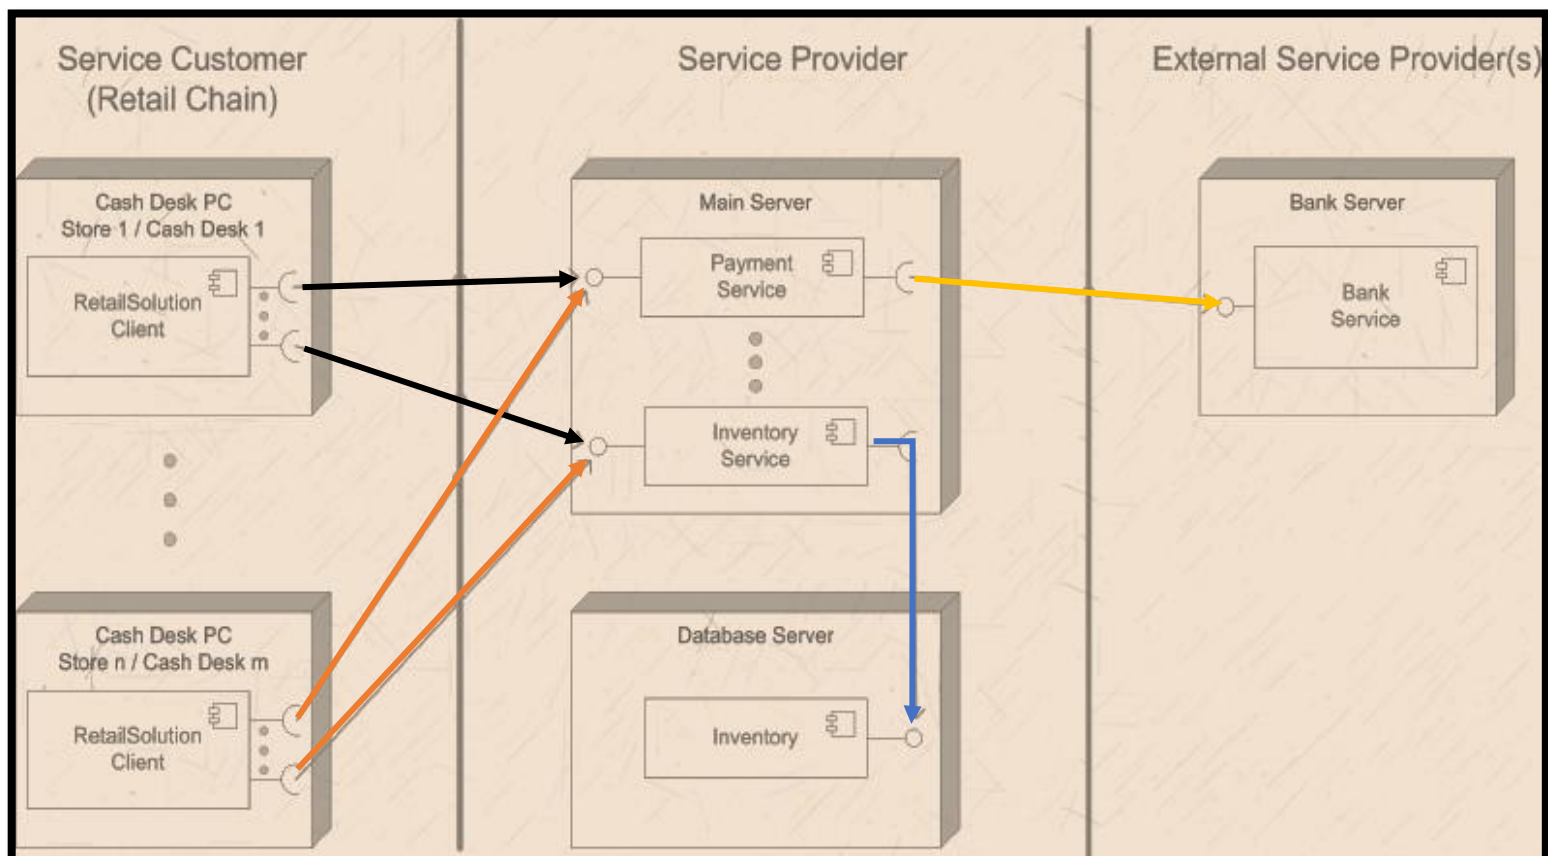 Service Customer
(Retail Chain)
Service Provider
External Service Provider(s)
Cash Desk PC
Store 1 / Cash Desk 1
RetailSolution
Client
Main Server
Payment
Service
Inventory
Service
Bank Server
Bank
Service
Cash Desk PC
Store n / Cash Desk m
RetailSolution
Client
Database Server
Inventory